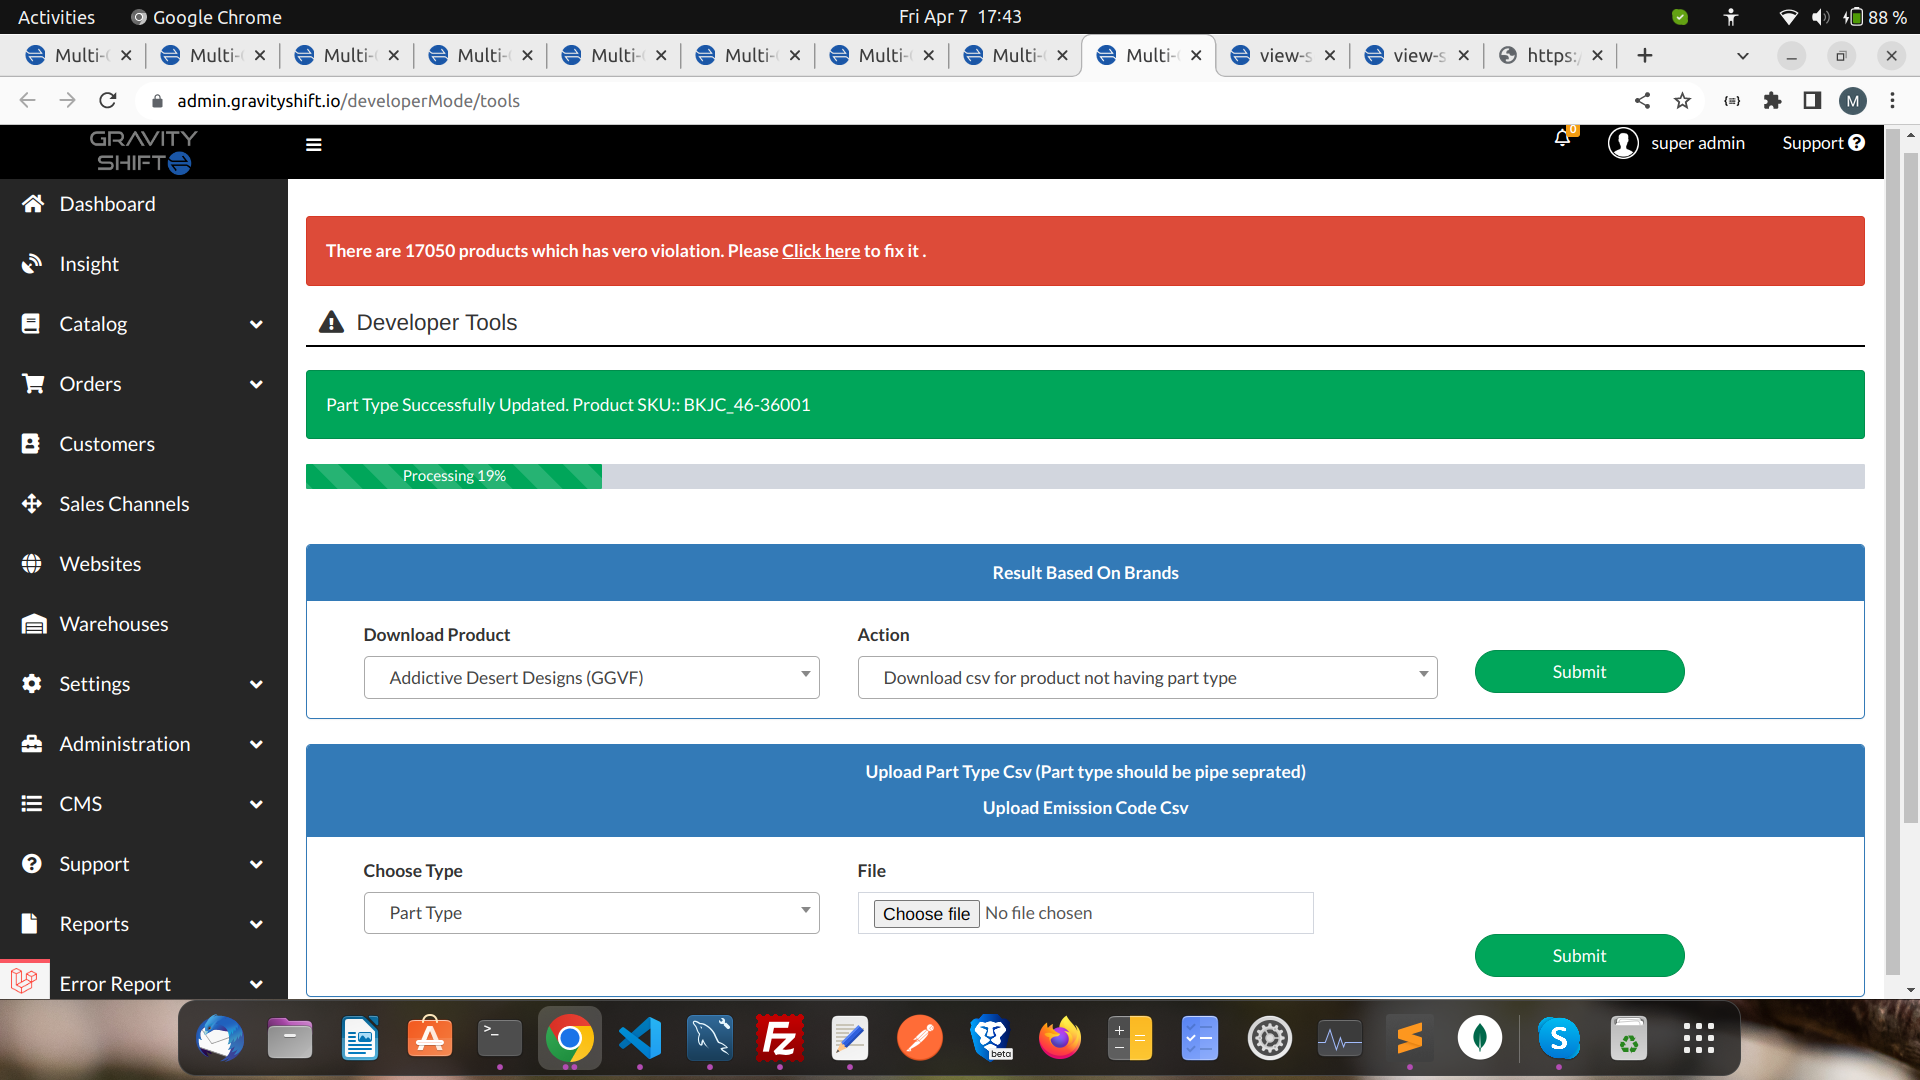 Activities
Google Chrome
Fri Apr 7 17:43
88 %
Multi-
Multi-
Multi-
Multi-
Multi-
Multi-
Multi-
Multi-
Multi-
view-s
view-s
https:/
admin.gravityshift.io/developerMode/tools
M
GRAVITY
SHIFT
0
super admin
Support
Dashboard
Insight
Catalog
Orders
Customers
Sales Channels
Websites
Warehouses
Settings
Administration
CMS
Support
Reports
Error Report
There are 17050 products which has vero violation. Please Click here to fix it .
Developer Tools
Part Type Successfully Updated. Product SKU:: BKJC_46-36001
Processing 19%
Result Based On Brands
Download Product
Action
Addictive Desert Designs (GGVF)
Download csv for product not having part type
Submit
Upload Part Type Csv (Part type should be pipe seprated)
Upload Emission Code Csv
Choose Type
File
Part Type
Choose file No file chosen
Submit
>_
FZ
beta
S